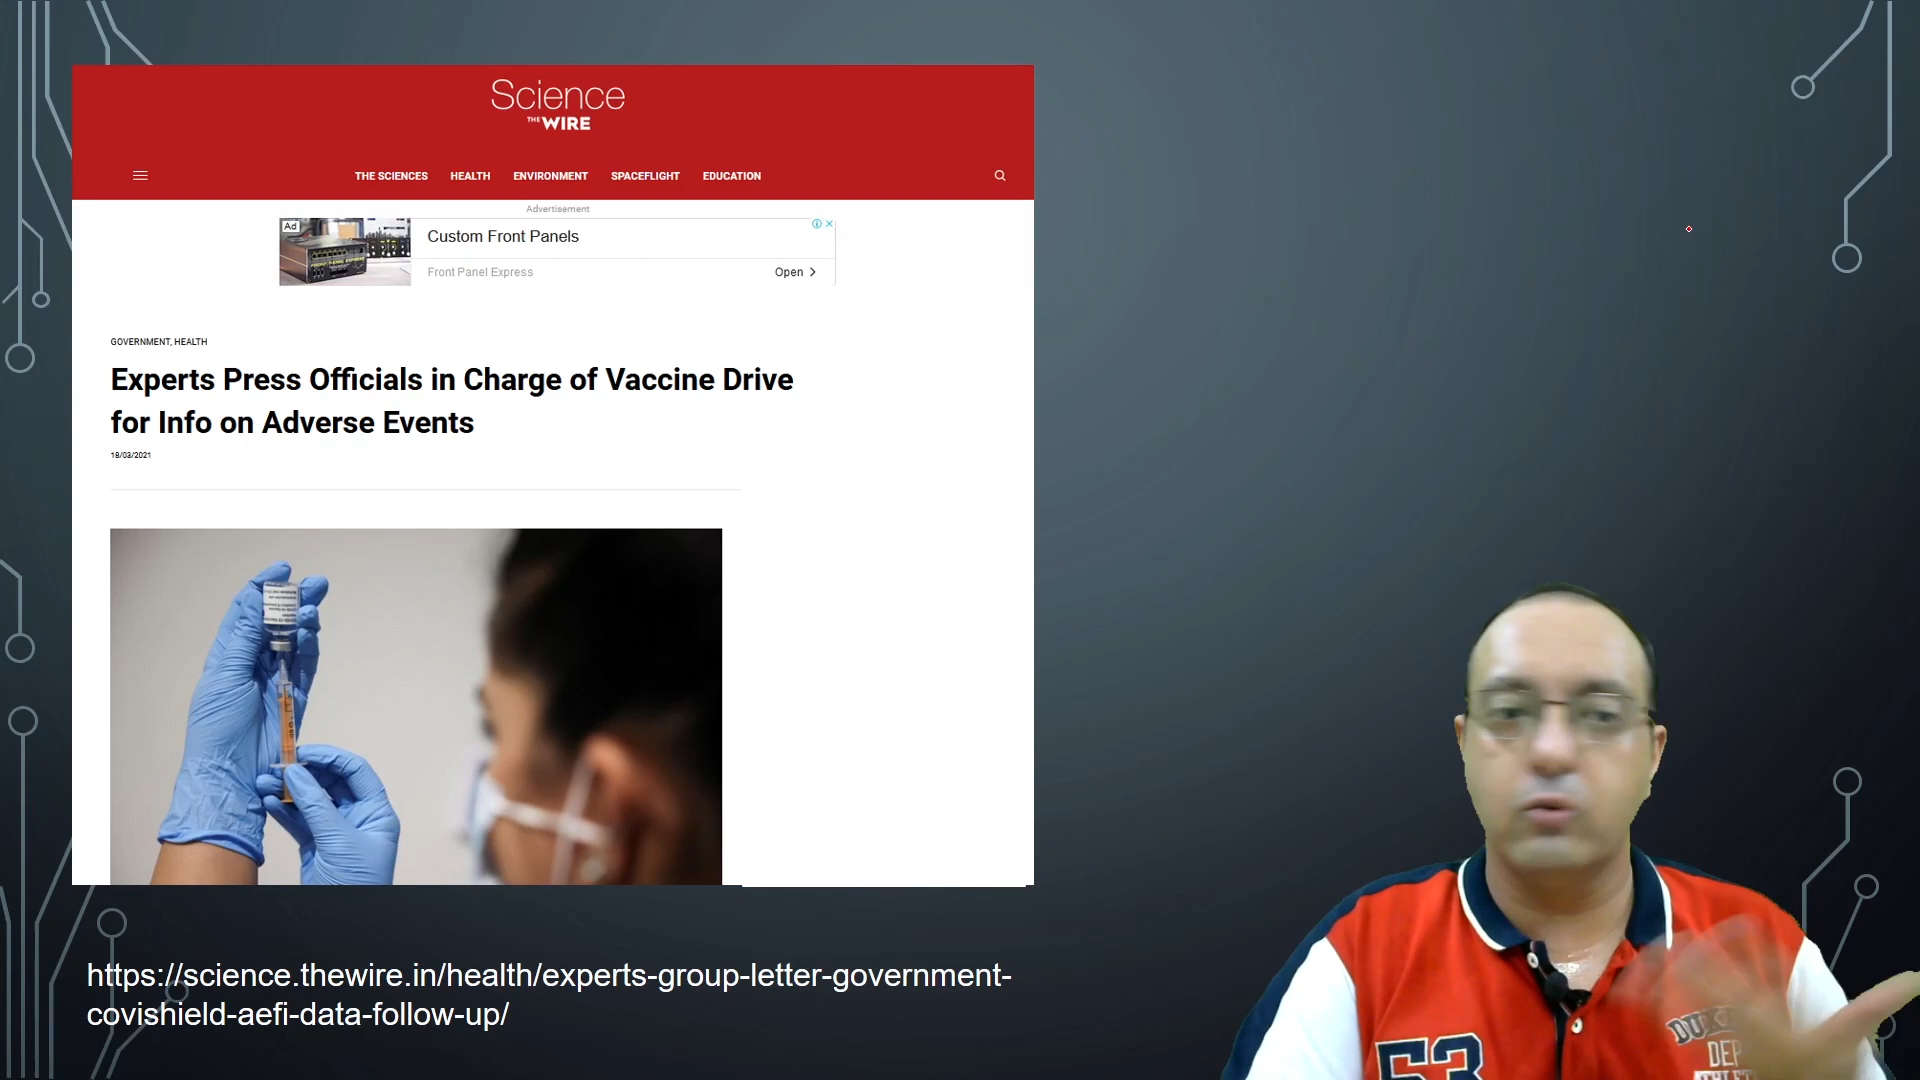 Science
THE WIRE
THE SCIENCES HEALTH ENVIRONMENT SPACEFLIGHT EDUCATION
Advertisement
Ad
Custom Front Panels
Front Panel Express
Open
GOVERNMENT, HEALTH
Experts Press Officials in Charge of Vaccine Drive
for Info on Adverse Events
18/03/2021
https://science.thewire.in/health/experts-group-letter-government-
covishield-aefi-data-follow-up/
53